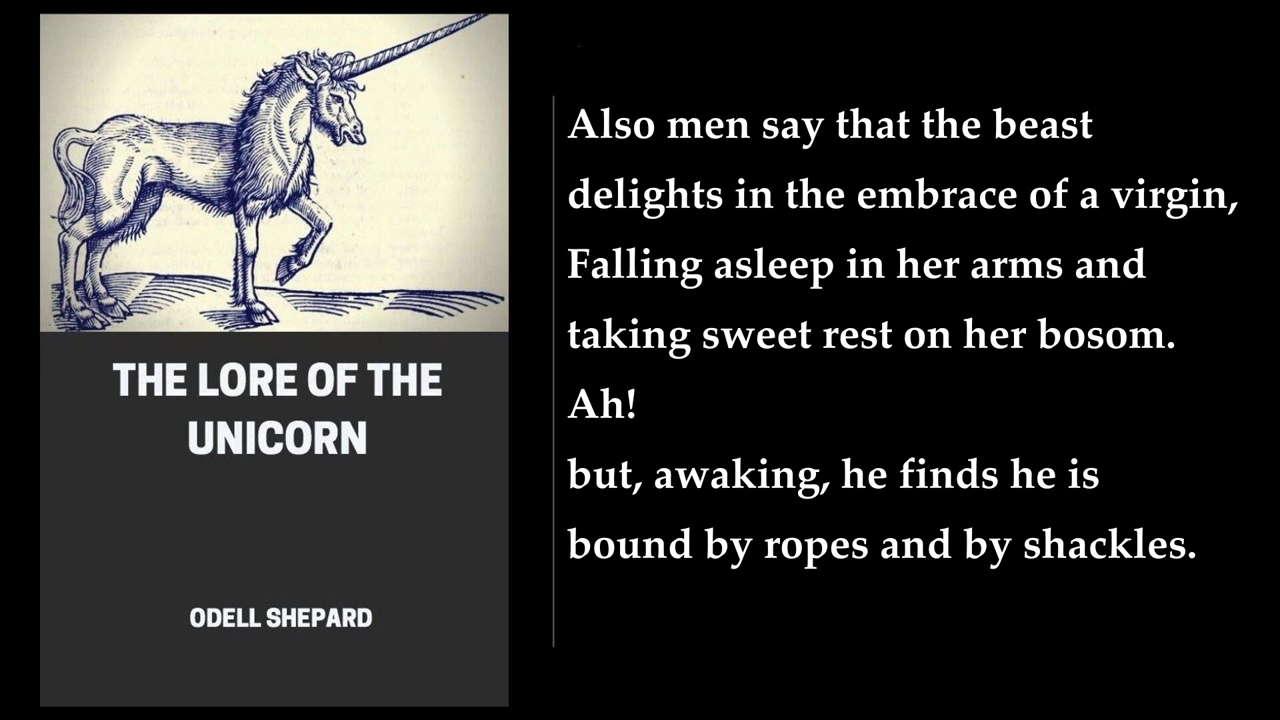 THE LORE OF THE
UNICORN
ODELL SHEPARD
Also men say that the beast
delights in the embrace of a virgin,
Falling asleep in her arms and
taking sweet rest on her bosom.
Ah!
but, awaking, he finds he is
bound by ropes and by shackles.